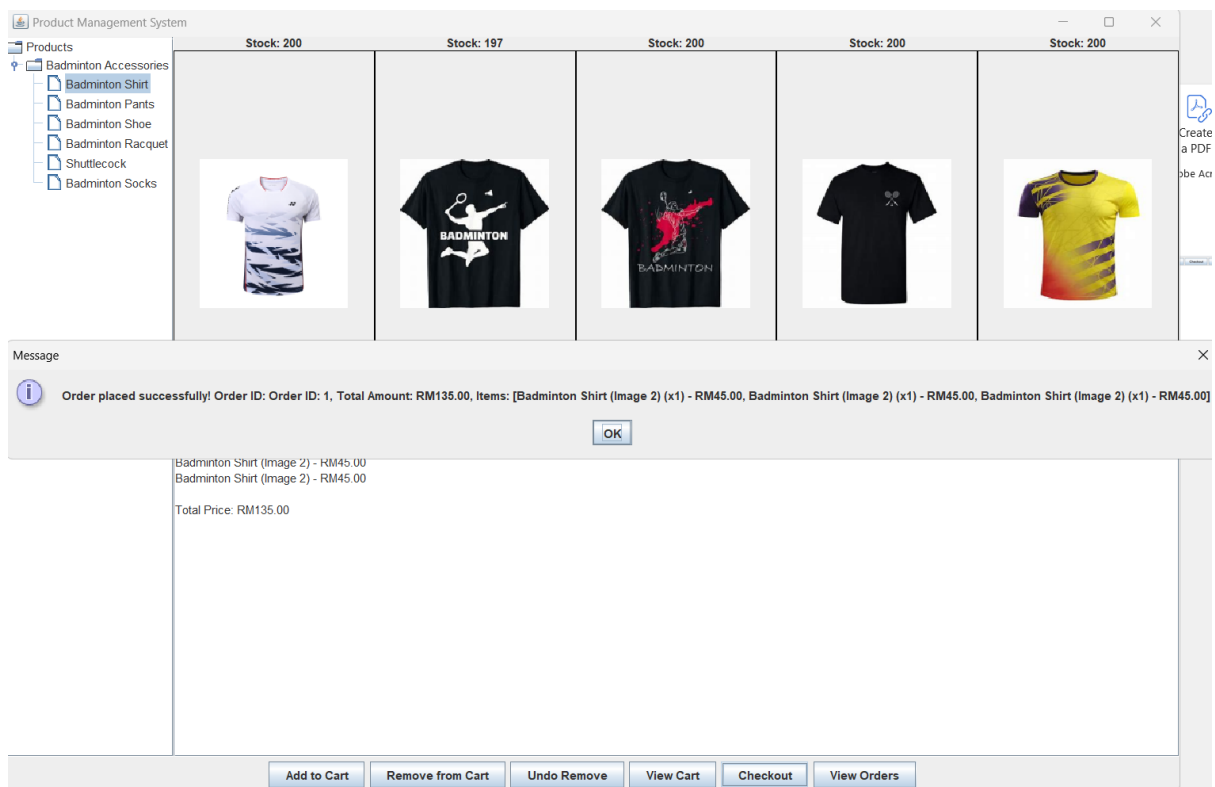 Product Management System
Products
Badminton Accessories
Badminton Shirt
Badminton Pants
Badminton Shoe
Badminton Racquet
Shuttlecock
Badminton Socks
Stock: 200
Stock: 197
Stock: 200
Stock: 200
Stock: 200
BADMINTON
BADMINTON
Create
a PDF
obe Acr
Checkout
Message
Order placed successfully! Order ID: Order ID: 1, Total Amount: RM135.00, Items: [Badminton Shirt (Image 2) (x1) - RM45.00, Badminton Shirt (Image 2) (x1) - RM45.00, Badminton Shirt (Image 2) (x1) - RM45.00]
OK
Badminton Shirt (Image 2) - RM45.00
Badminton Shirt (Image 2) - RM45.00
Total Price: RM135.00
Add to Cart
Remove from Cart
Undo Remove
View Cart
Checkout
View Orders